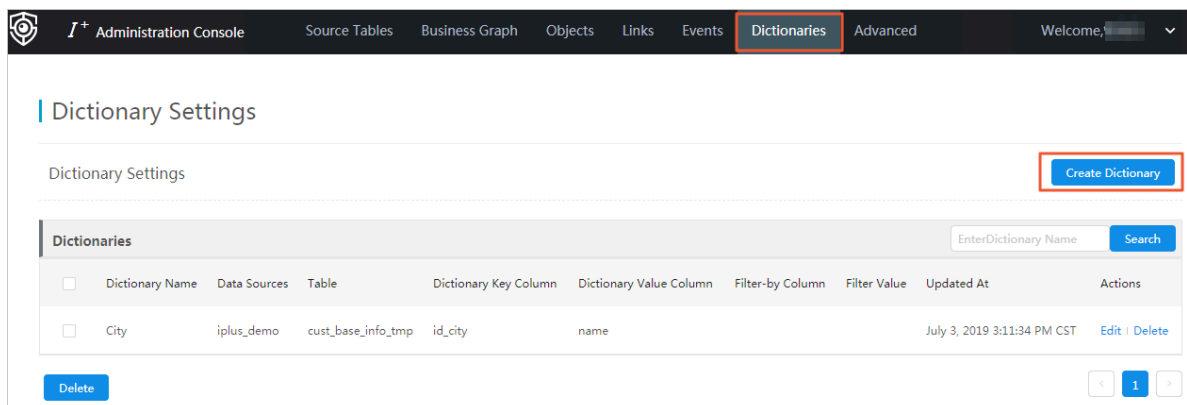 I+ Administration Console Source Tables Business Graph Objects Links Events Dictionaries Advanced Welcome,
Dictionary Settings
Dictionary Settings Create Dictionary
Dictionaries EnterDictionary Name Search
Dictionary Name Data Sources Table Dictionary Key Column Dictionary Value Column Filter-by Column Filter Value Updated At Actions
City iplus_demo cust_base_info_tmp id_city name July 3, 2019 3:11:34 PM CST Edit | Delete
Delete < 1 >